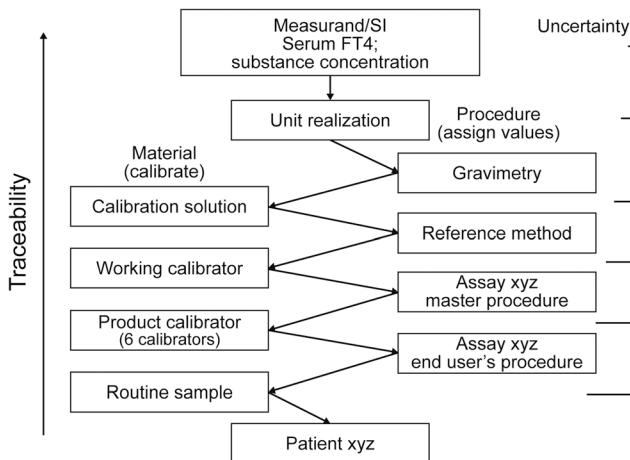 Measurand/SI
Serum FT4;
substance concentration
Uncertainty
Unit realization
Procedure
(assign values)
Material
(calibrate)
Gravimetry
Calibration solution
Reference method
Working calibrator
Assay xyz
master procedure
Product calibrator
(6 calibrators)
Assay xyz
end user's procedure
Routine sample
Patient xyz
Traceability